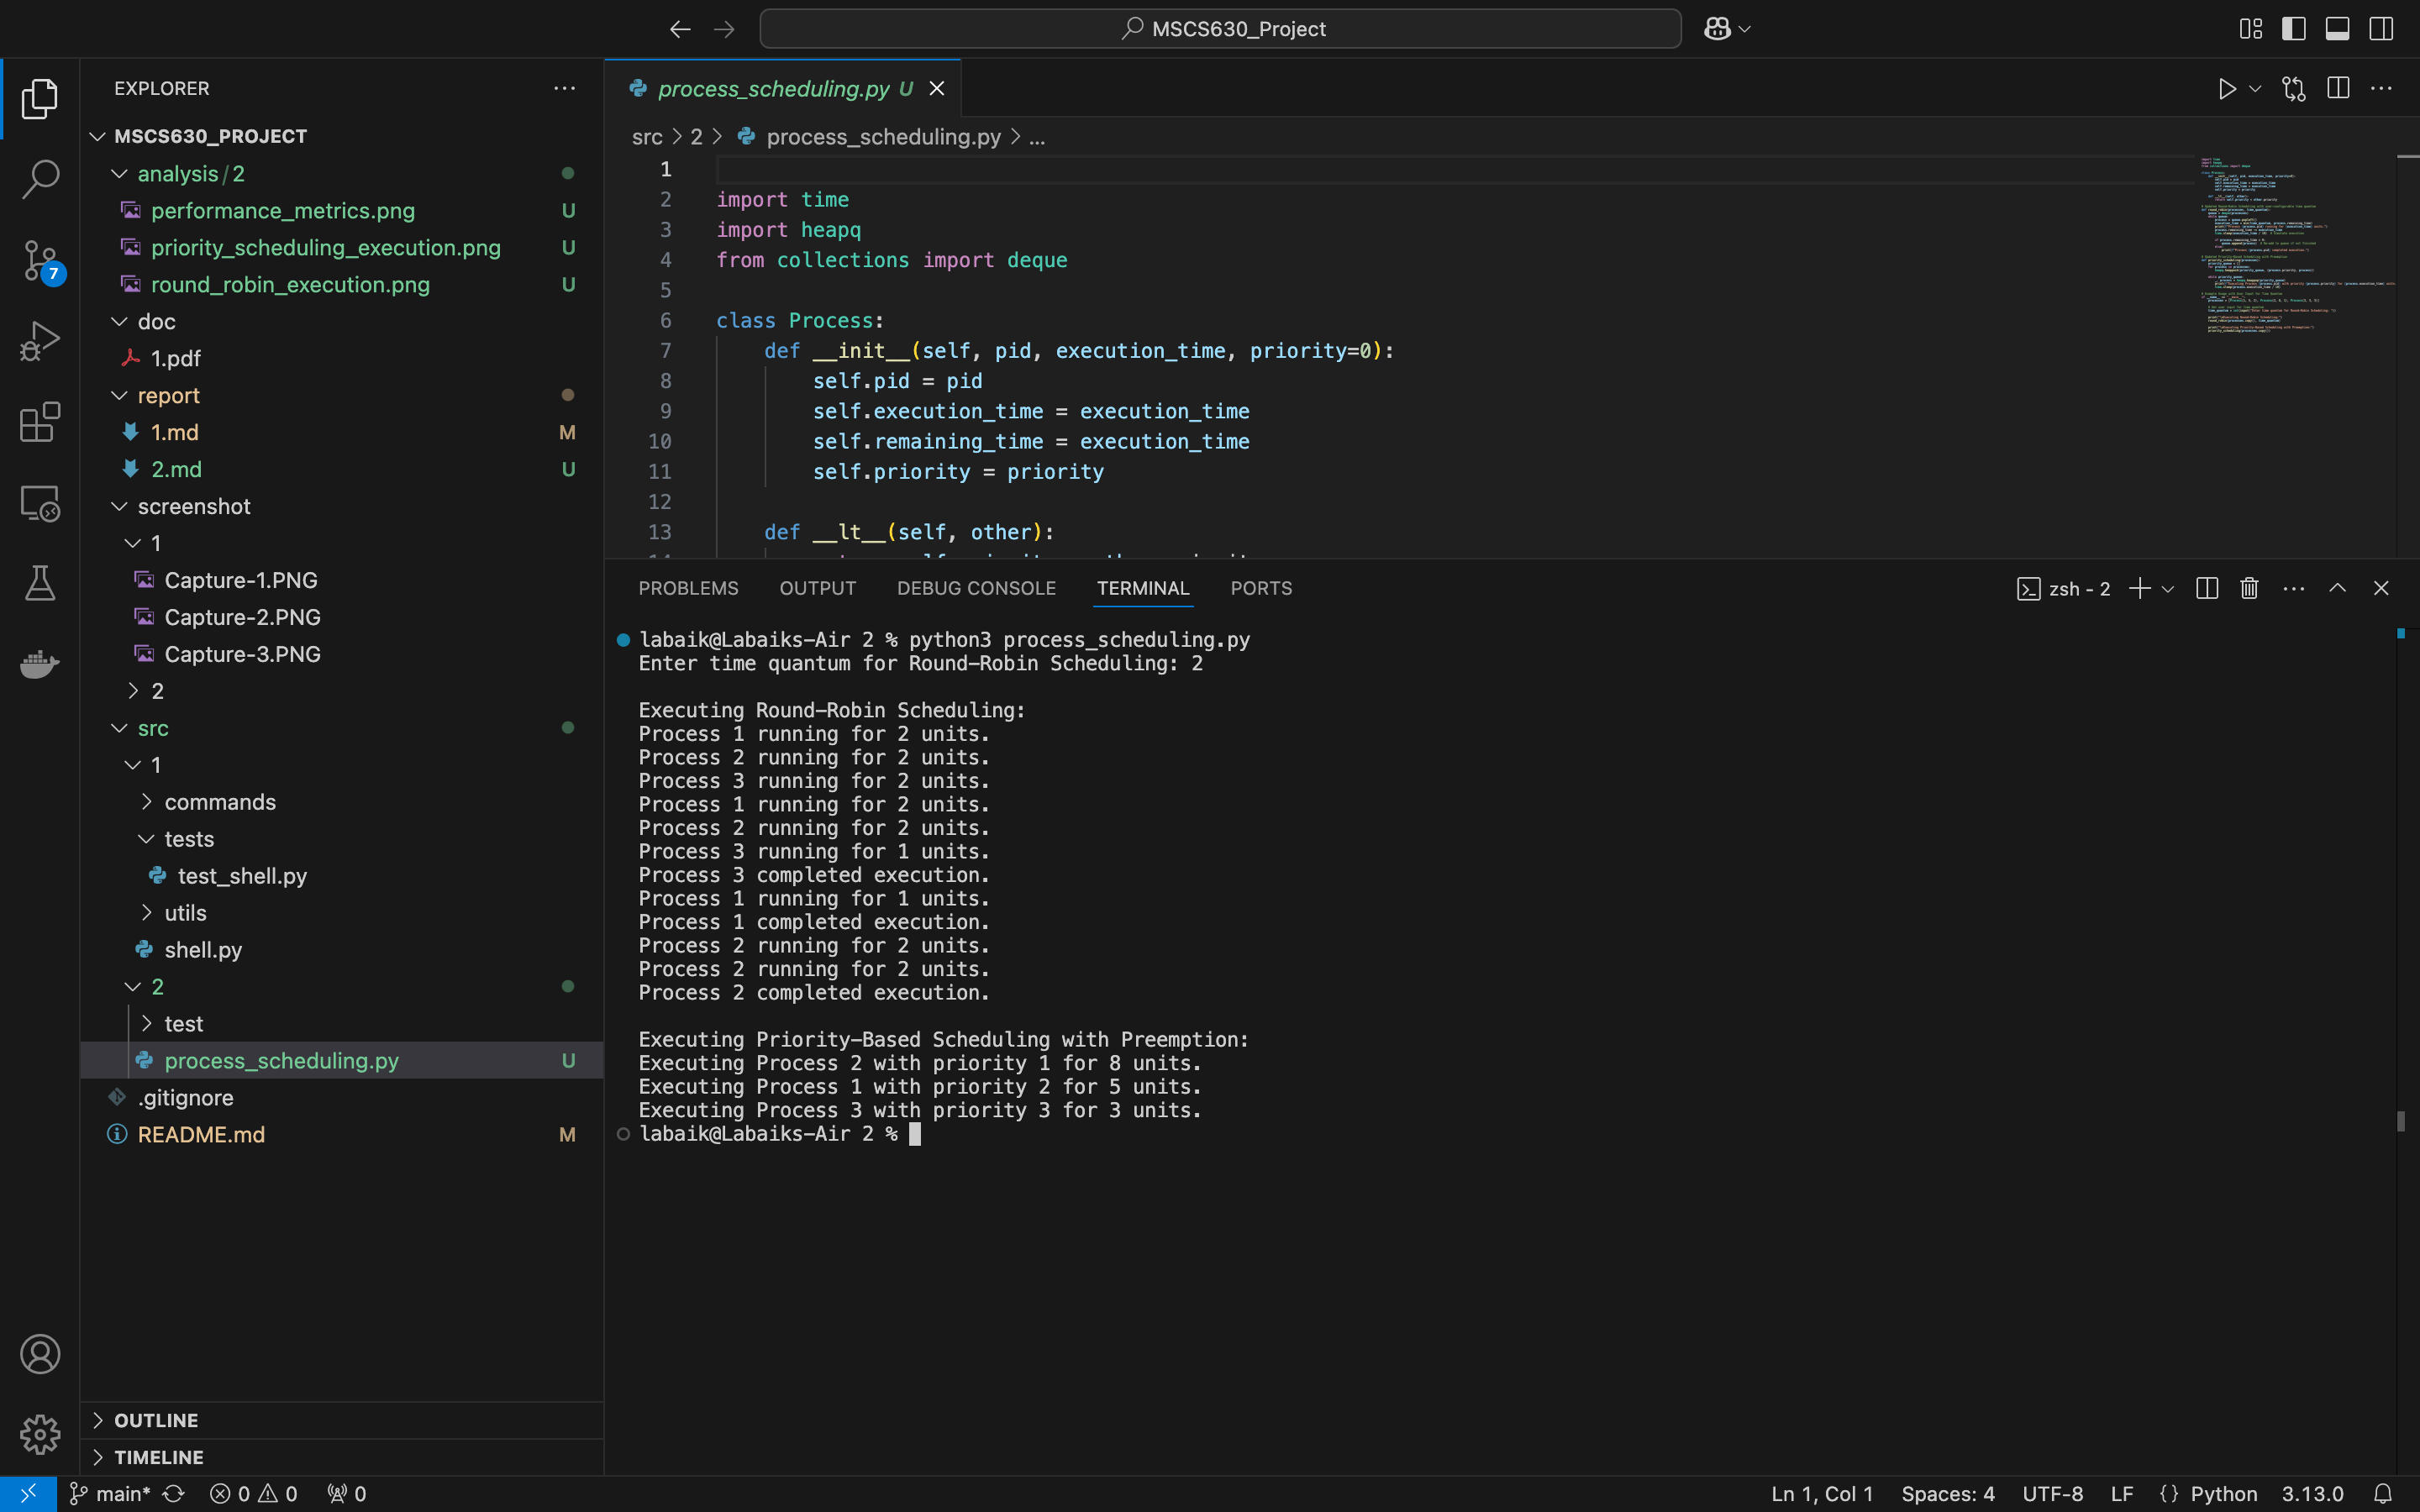 MSCS630_Project
EXPLORER
MSCS630_PROJECT
analysis/2
performance_metrics.png U
priority_scheduling_execution.png U
round_robin_execution.png U
doc
1.pdf
report
1.md M
2.md U
screenshot
1
Capture-1.PNG
Capture-2.PNG
Capture-3.PNG
2
src
1
commands
tests
test_shell.py
utils
shell.py
2
test
process_scheduling.py U
.gitignore
README.md M
OUTLINE
TIMELINE
7
process_scheduling.py U
src > 2 > process_scheduling.py > ...
1
2 import time
3 import heapq
4 from collections import deque
5
6 class Process:
7 def __init__(self, pid, execution_time, priority=0):
8 self.pid = pid
9 self.execution_time = execution_time
10 self.remaining_time = execution_time
11 self.priority = priority
12
13 def __lt__(self, other):
PROBLEMS OUTPUT DEBUG CONSOLE TERMINAL PORTS
zsh - 2
labaik@Labaiks-Air 2 % python3 process_scheduling.py
Enter time quantum for Round-Robin Scheduling: 2
Executing Round-Robin Scheduling:
Process 1 running for 2 units.
Process 2 running for 2 units.
Process 3 running for 2 units.
Process 1 running for 2 units.
Process 2 running for 2 units.
Process 3 running for 1 units.
Process 3 completed execution.
Process 1 running for 1 units.
Process 1 completed execution.
Process 2 running for 2 units.
Process 2 running for 2 units.
Process 2 completed execution.
Executing Priority-Based Scheduling with Preemption:
Executing Process 2 with priority 1 for 8 units.
Executing Process 1 with priority 2 for 5 units.
Executing Process 3 with priority 3 for 3 units.
labaik@Labaiks-Air 2 %
main* 0 0 0
Ln 1, Col 1 Spaces: 4 UTF-8 LF {} Python 3.13.0